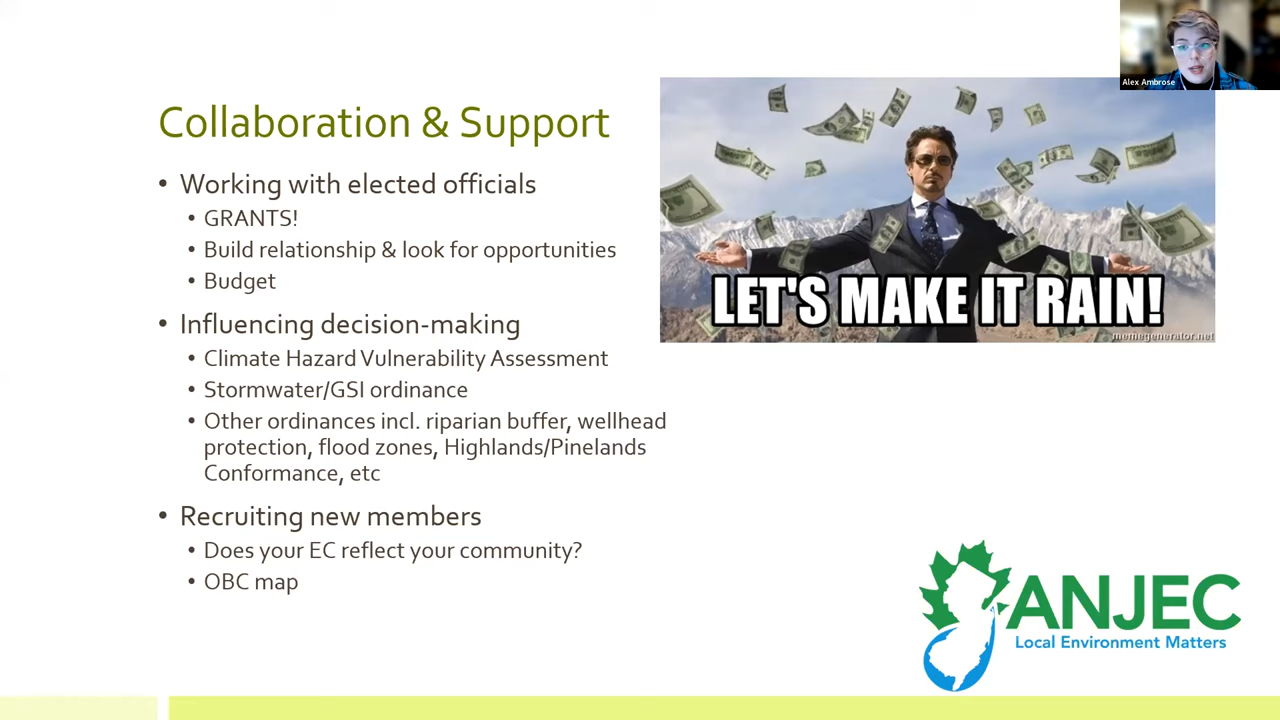 Alex Ambrose
Collaboration & Support
• Working with elected officials
• GRANTS!
• Build relationship & look for opportunities
• Budget
• Influencing decision-making
• Climate Hazard Vulnerability Assessment
• Stormwater/GSI ordinance
• Other ordinances incl. riparian buffer, wellhead
protection, flood zones, Highlands/Pinelands
Conformance, etc
• Recruiting new members
• Does your EC reflect your community?
• OBC map
LET'S MAKE IT RAIN!
memegenerator.net
ANJEC
Local Environment Matters